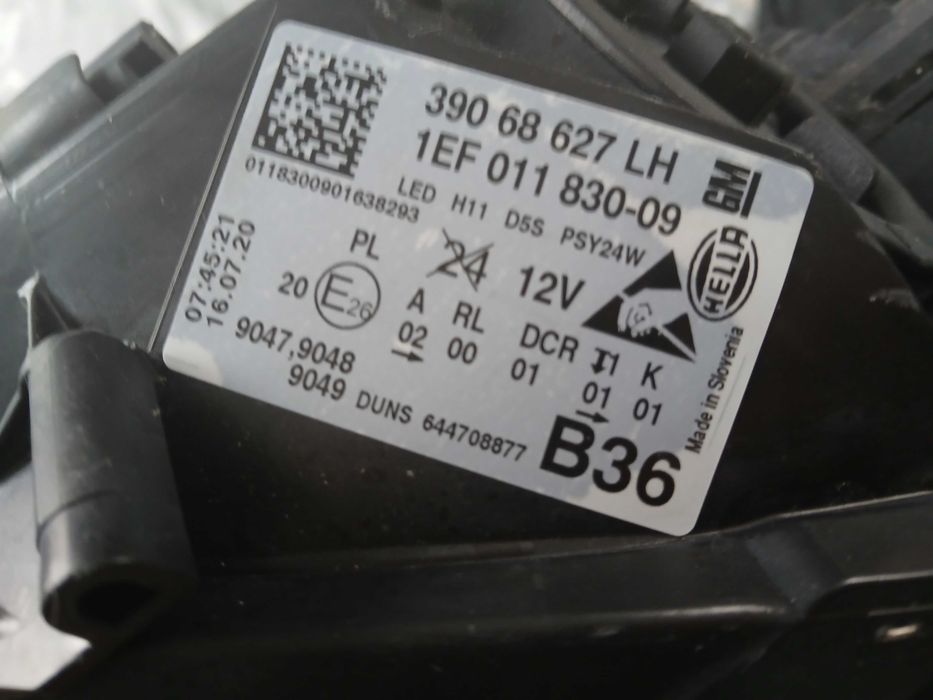 390 68 627 LH
1EF 011 830-09
GM
HELLA
0118300901638293
LED H11 D5S PSY24W
07:45:21
16.07.20
PL 24 12V
20 E26 A RL DCR 1 K
02 00 01 01 01
9047,9048
9049 DUNS 644708877
B36
Made in Slovenia